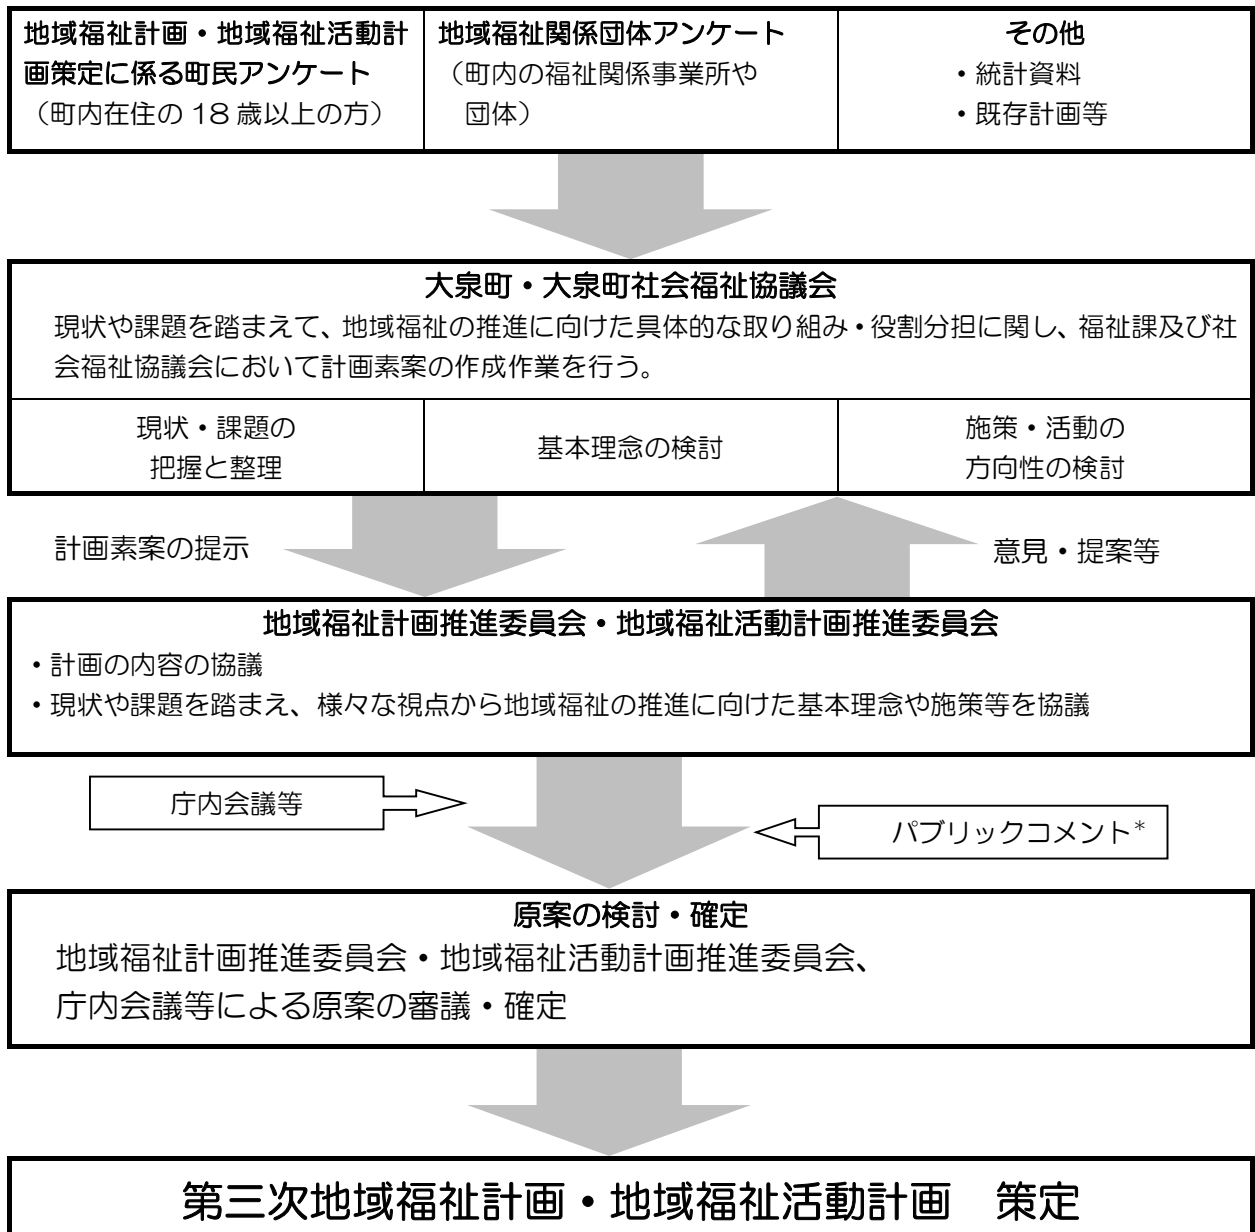 地域福祉計画・地域福祉活動計
画策定に係る町民アンケート
（町内在住の 18 歳以上の方）
地域福祉関係団体アンケート
（町内の福祉関係事業所や
団体）
その他
・統計資料
・既存計画等
大泉町・大泉町社会福祉協議会
現状や課題を踏まえて、地域福祉の推進に向けた具体的な取り組み・役割分担に関し、福祉課及び社
会福祉協議会において計画素案の作成作業を行う。
現状・課題の
把握と整理
基本理念の検討
施策・活動の
方向性の検討
計画素案の提示
意見・提案等
地域福祉計画推進委員会・地域福祉活動計画推進委員会
・計画の内容の協議
・現状や課題を踏まえ、様々な視点から地域福祉の推進に向けた基本理念や施策等を協議
庁内会議等
パブリックコメント*
原案の検討・確定
地域福祉計画推進委員会・地域福祉活動計画推進委員会、
庁内会議等による原案の審議・確定
第三次地域福祉計画・地域福祉活動計画　策定